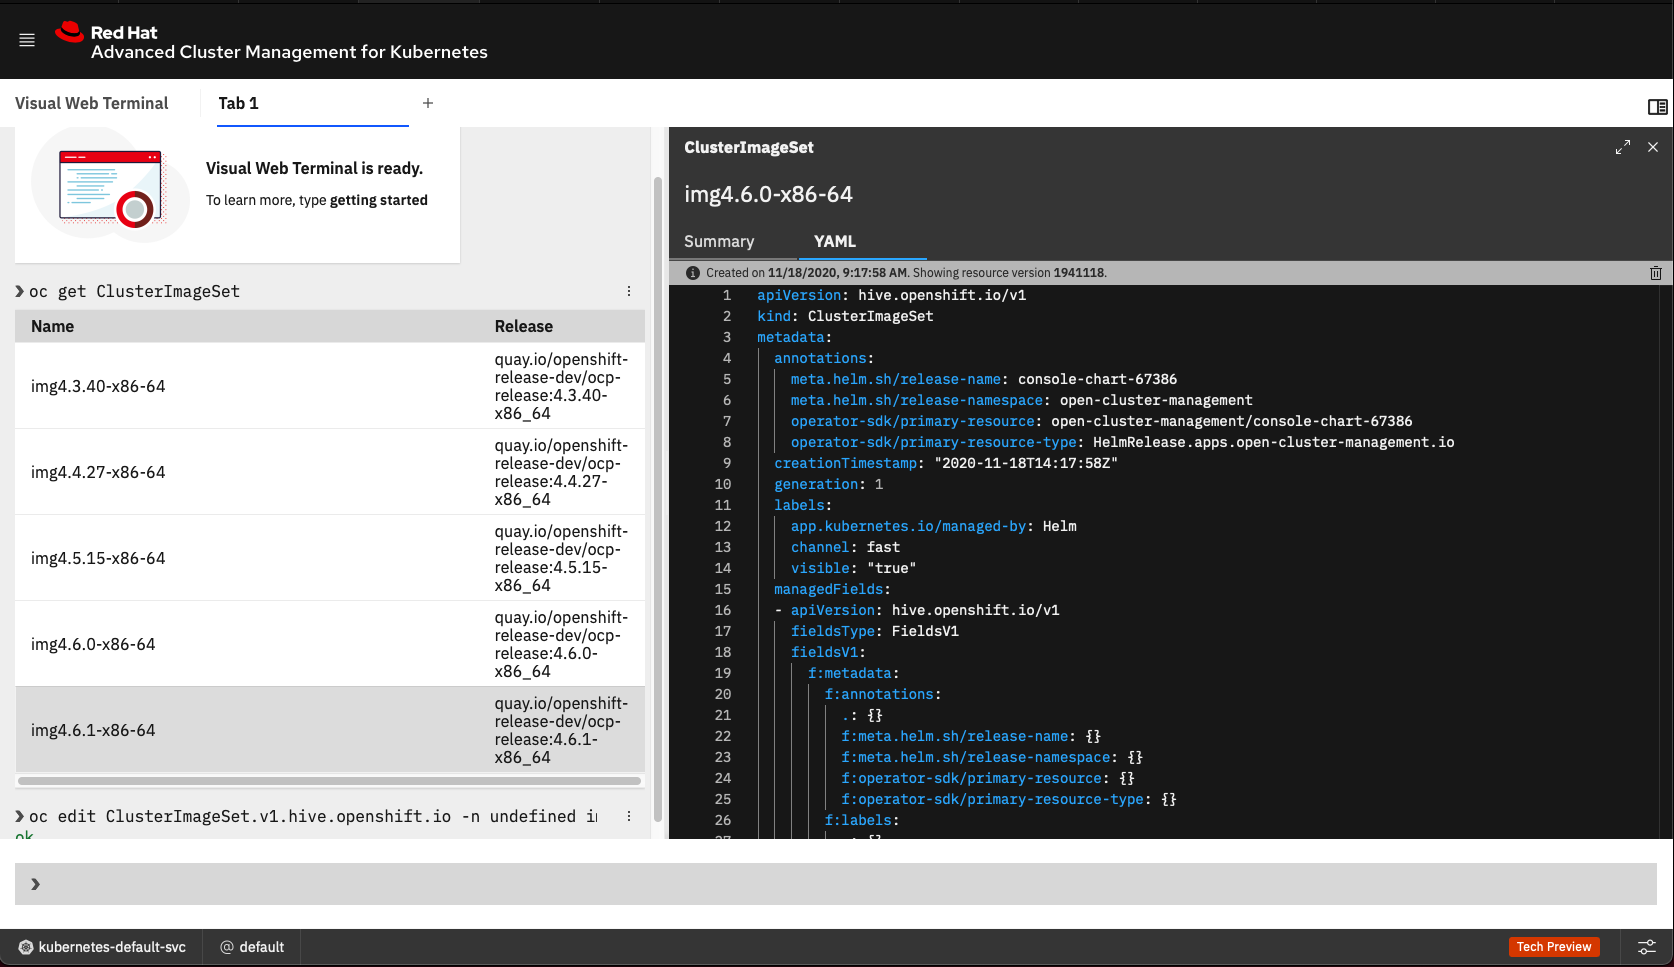 Red Hat
Advanced Cluster Management for Kubernetes
Visual Web Terminal
Tab 1
+
Visual Web Terminal is ready.
To learn more, type getting started
❯ oc get ClusterImageSet
Name Release
img4.3.40-x86-64
quay.io/openshift-
release-dev/ocp-
release:4.3.40-
x86_64
img4.4.27-x86-64
quay.io/openshift-
release-dev/ocp-
release:4.4.27-
x86_64
img4.5.15-x86-64
quay.io/openshift-
release-dev/ocp-
release:4.5.15-
x86_64
img4.6.0-x86-64
quay.io/openshift-
release-dev/ocp-
release:4.6.0-
x86_64
img4.6.1-x86-64
quay.io/openshift-
release-dev/ocp-
release:4.6.1-
x86_64
❯ oc edit ClusterImageSet.v1.hive.openshift.io -n undefined
ok
ClusterImageSet
img4.6.0-x86-64
Summary YAML
Created on 11/18/2020, 9:17:58 AM. Showing resource version 1941118.
1 apiVersion: hive.openshift.io/v1
2 kind: ClusterImageSet
3 metadata:
4 annotations:
5 meta.helm.sh/release-name: console-chart-67386
6 meta.helm.sh/release-namespace: open-cluster-management
7 operator-sdk/primary-resource: open-cluster-management/console-chart-67386
8 operator-sdk/primary-resource-type: HelmRelease.apps.open-cluster-management.io
9 creationTimestamp: "2020-11-18T14:17:58Z"
10 generation: 1
11 labels:
12 app.kubernetes.io/managed-by: Helm
13 channel: fast
14 visible: "true"
15 managedFields:
16 - apiVersion: hive.openshift.io/v1
17 fieldsType: FieldsV1
18 fieldsV1:
19 f:metadata:
20 f:annotations:
21 .: {}
22 f:meta.helm.sh/release-name: {}
23 f:meta.helm.sh/release-namespace: {}
24 f:operator-sdk/primary-resource: {}
25 f:operator-sdk/primary-resource-type: {}
26 f:labels:
❯
kubernetes-default-svc
@ default
Tech Preview